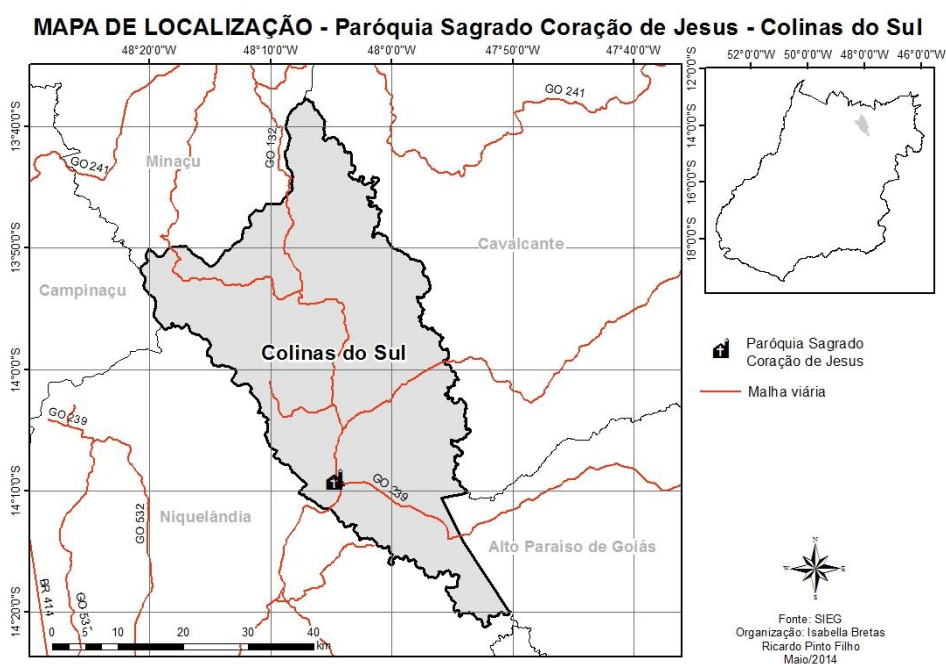 MAPA DE LOCALIZAÇÃO - Paróquia Sagrado Coração de Jesus - Colinas do Sul
48°20'0"W 48°10'0"W 48°0'0"W 47°50'0"W 47°40'0"W
52°0'0"W 50°0'0"W 48°0'0"W 46°0'0"W
12°0'0"S
14°0'0"S
16°0'0"S
18°0'0"S
13°40'0"S
13°50'0"S
14°0'0"S
14°10'0"S
14°20'0"S
GO 241
GO 241
GO 132
Minaçu
Cavalcante
Campinaçu
Colinas do Sul
GO 239
GO 239
GO 532
Niquelândia
Alto Paraíso de Goiás
BR 414
GO 535
0 5 10 20 30 40
km
Paróquia Sagrado
Coração de Jesus
Malha viária
N
W E
S
Fonte: SIEG
Organização: Isabella Bretas
Ricardo Pinto Filho
Maio/2014